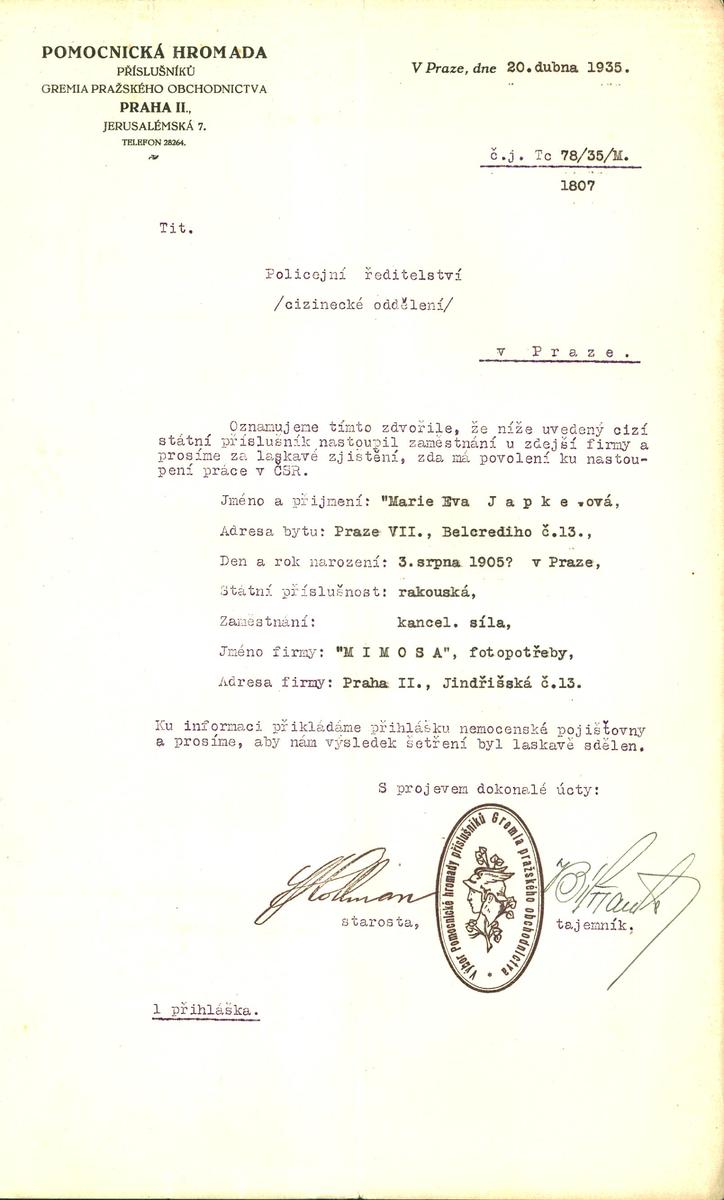 POMOCNICKÁ HROMADA
PŘÍSLUŠNÍKŮ
GREMIA PRAŽSKÉHO OBCHODNICTVA
PRAHA II.,
JERUSALÉMSKÁ 7.
TELEFON 28264.
V Praze, dne 20.dubna 1935.
č.j. Tc 78/35/M.
1807
Tit.
Policejní ředitelství
/cizinecké oddělení/
v Praze.
Oznamujeme tímto zdvořile, že níže uvedený cizí
státní příslušník nastoupil zaměstnání u zdejší firmy a
prosíme za laskavé zjištění, zda má povolení ku nastou-
pení práce v ČSR.
Jméno a příjmení: "Marie Eva
Adresa bytu: Praze VII., Belcrediho č.13.,
Den a rok narození: 3.srpna 1905? v Praze,
Státní příslušnost: rakouská,
Zaměstnání: kancel. síla,
Jméno firmy: "M I M O S A", fotopotřeby,
Adresa firmy: Praha II., Jindřišská č.13.
Ku informaci přikládáme přihlášku nemocenské pojišťovny
a prosíme, aby nám výsledek šetření byl laskavě sdělen.
S projevem dokonalé úcty:
starosta,
Výbor Pomocnické hromady příslušníků Gremia pražského obchodnictva *
tajemník.
1 přihláška.